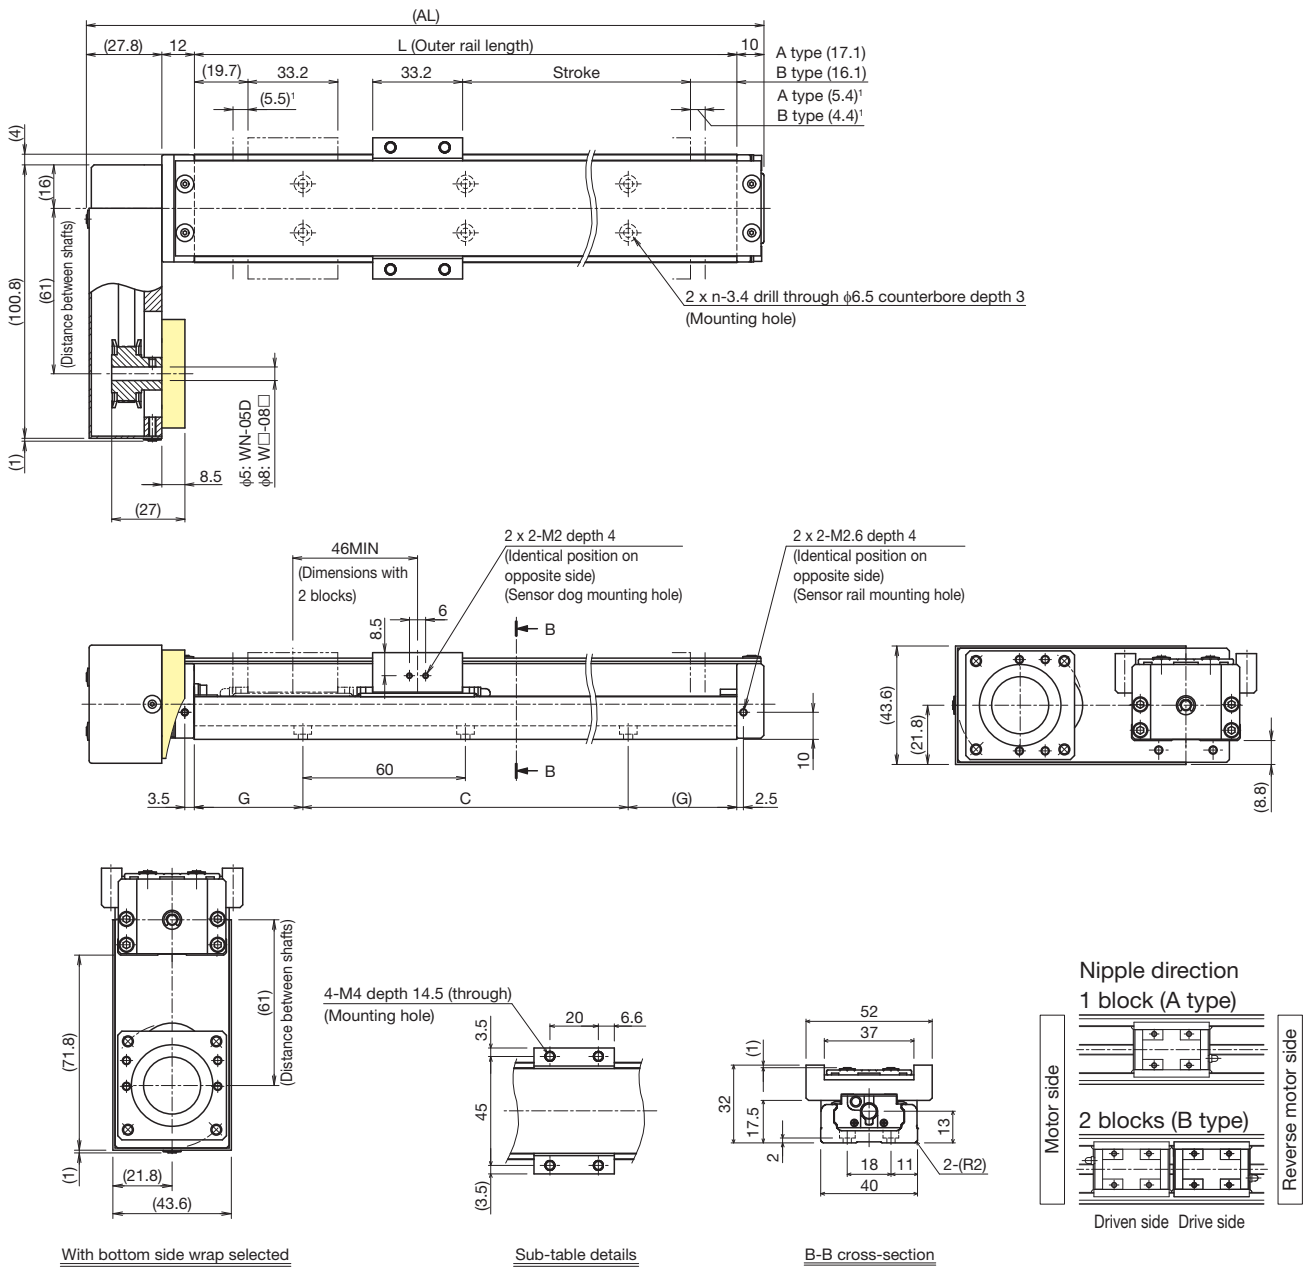 (AL)
(27.8)
12
L (Outer rail length)
10
A type (17.1)
B type (16.1)
(19.7)
33.2
33.2
Stroke
(5.5)¹
A type (5.4)¹
B type (4.4)¹
(4)
(16)
(61)
(Distance between shafts)
(100.8)
(1)
2 x n-3.4 drill through ϕ6.5 counterbore depth 3
(Mounting hole)
ϕ5: WN-05D
ϕ8: W□-08□
8.5
(27)
46MIN
(Dimensions with
2 blocks)
2 x 2-M2 depth 4
(Identical position on
opposite side)
(Sensor dog mounting hole)
2 x 2-M2.6 depth 4
(Identical position on
opposite side)
(Sensor rail mounting hole)
8.5
6
B
B
60
10
3.5
G
C
(G)
2.5
(43.6)
(21.8)
(8.8)
(71.8)
(61)
(Distance between shafts)
(1)
(21.8)
(43.6)
With bottom side wrap selected
4-M4 depth 14.5 (through)
(Mounting hole)
3.5
20
6.6
45
(3.5)
Sub-table details
52
37
(1)
32
17.5
2
13
18
11
2-(R2)
40
B-B cross-section
Nipple direction
1 block (A type)
Motor side
Reverse motor side
2 blocks (B type)
Driven side
Drive side